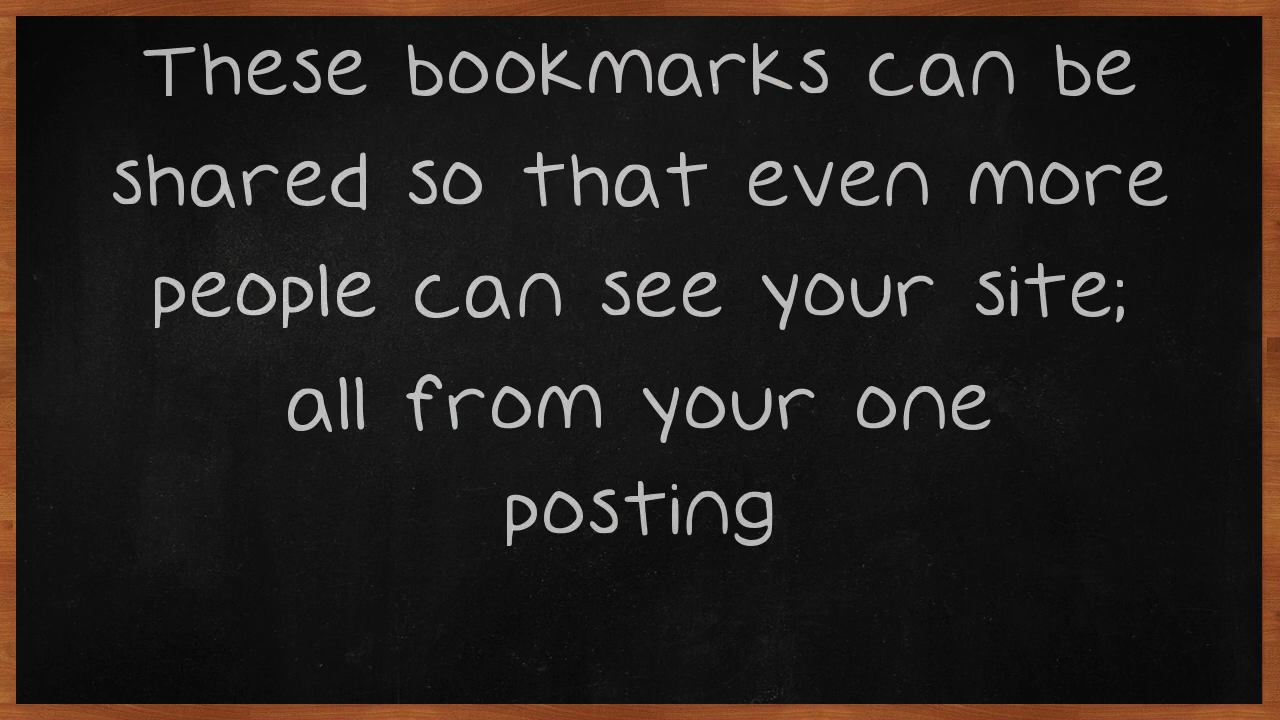 These bookmarks can be
shared so that even more
people can see your site;
all from your one
posting